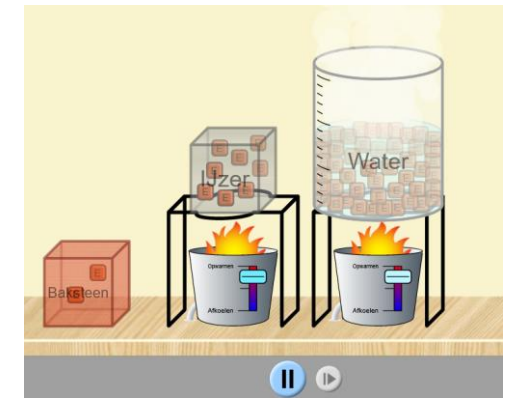 IJzer
Water
Baksteen
E
E
Opwarmen
Afkoelen
Opwarmen
Afkoelen